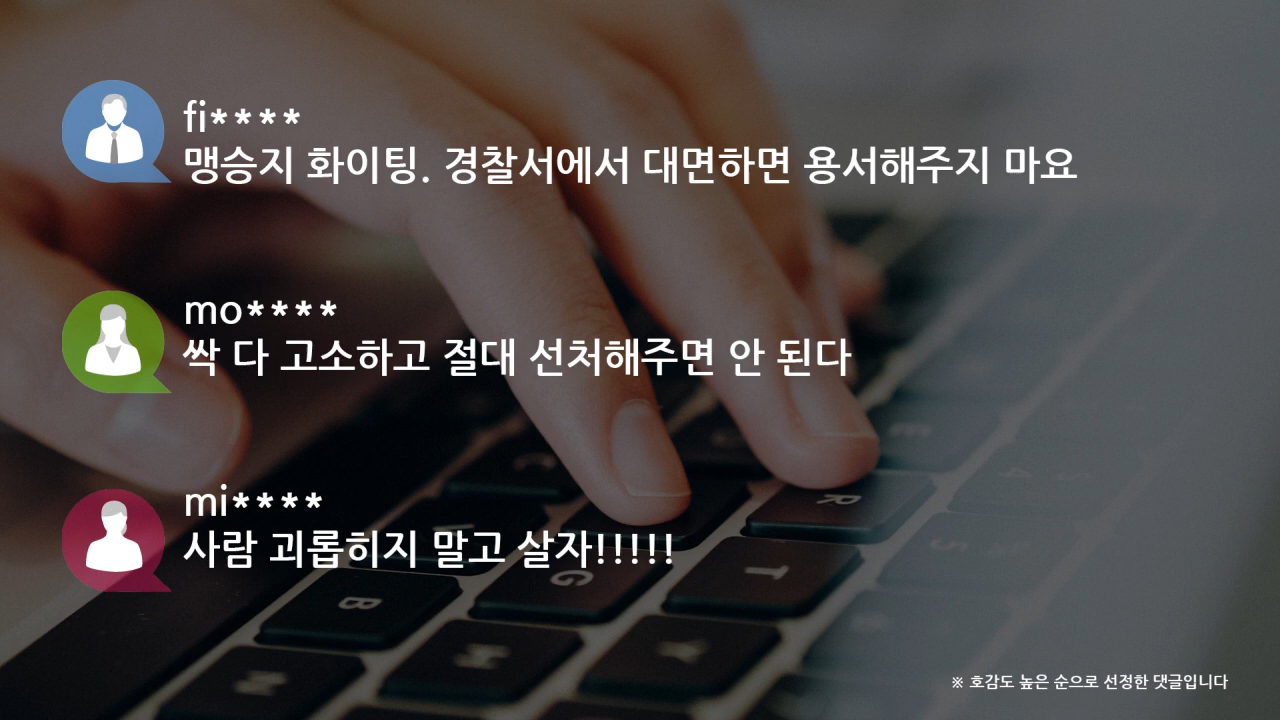 fi****
맹승지 화이팅. 경찰서에서 대면하면 용서해주지 마요
mo****
싹 다 고소하고 절대 선처해주면 안 된다
mi****
사람 괴롭히지 말고 살자!!!!!
R
G
T
B
M
Y
N
※ 호감도 높은 순으로 선정한 댓글입니다